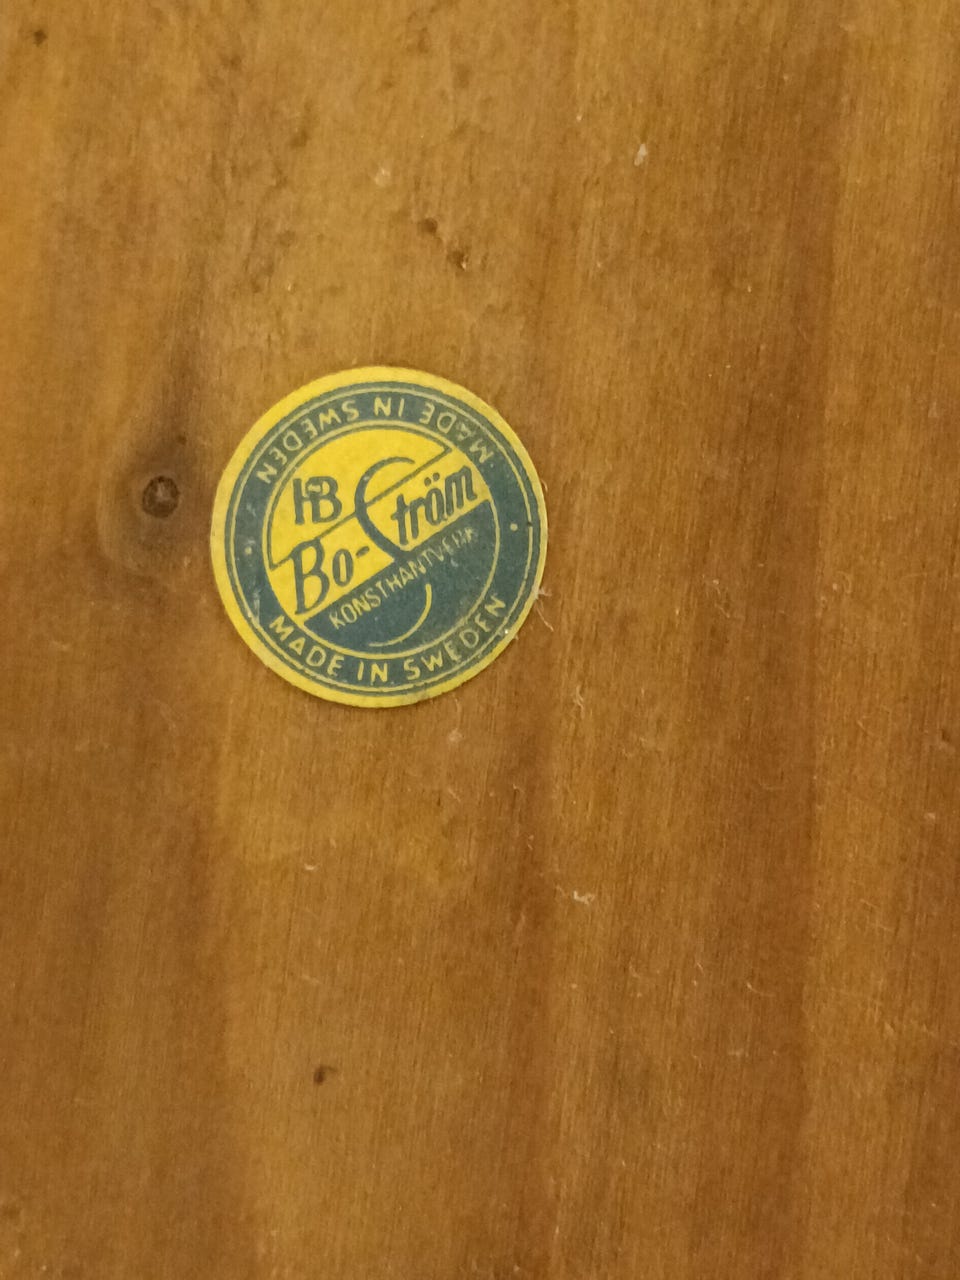 MADE IN SWEDEN
HB
Bo-Ström
KONSTHANTVERK
MADE IN SWEDEN